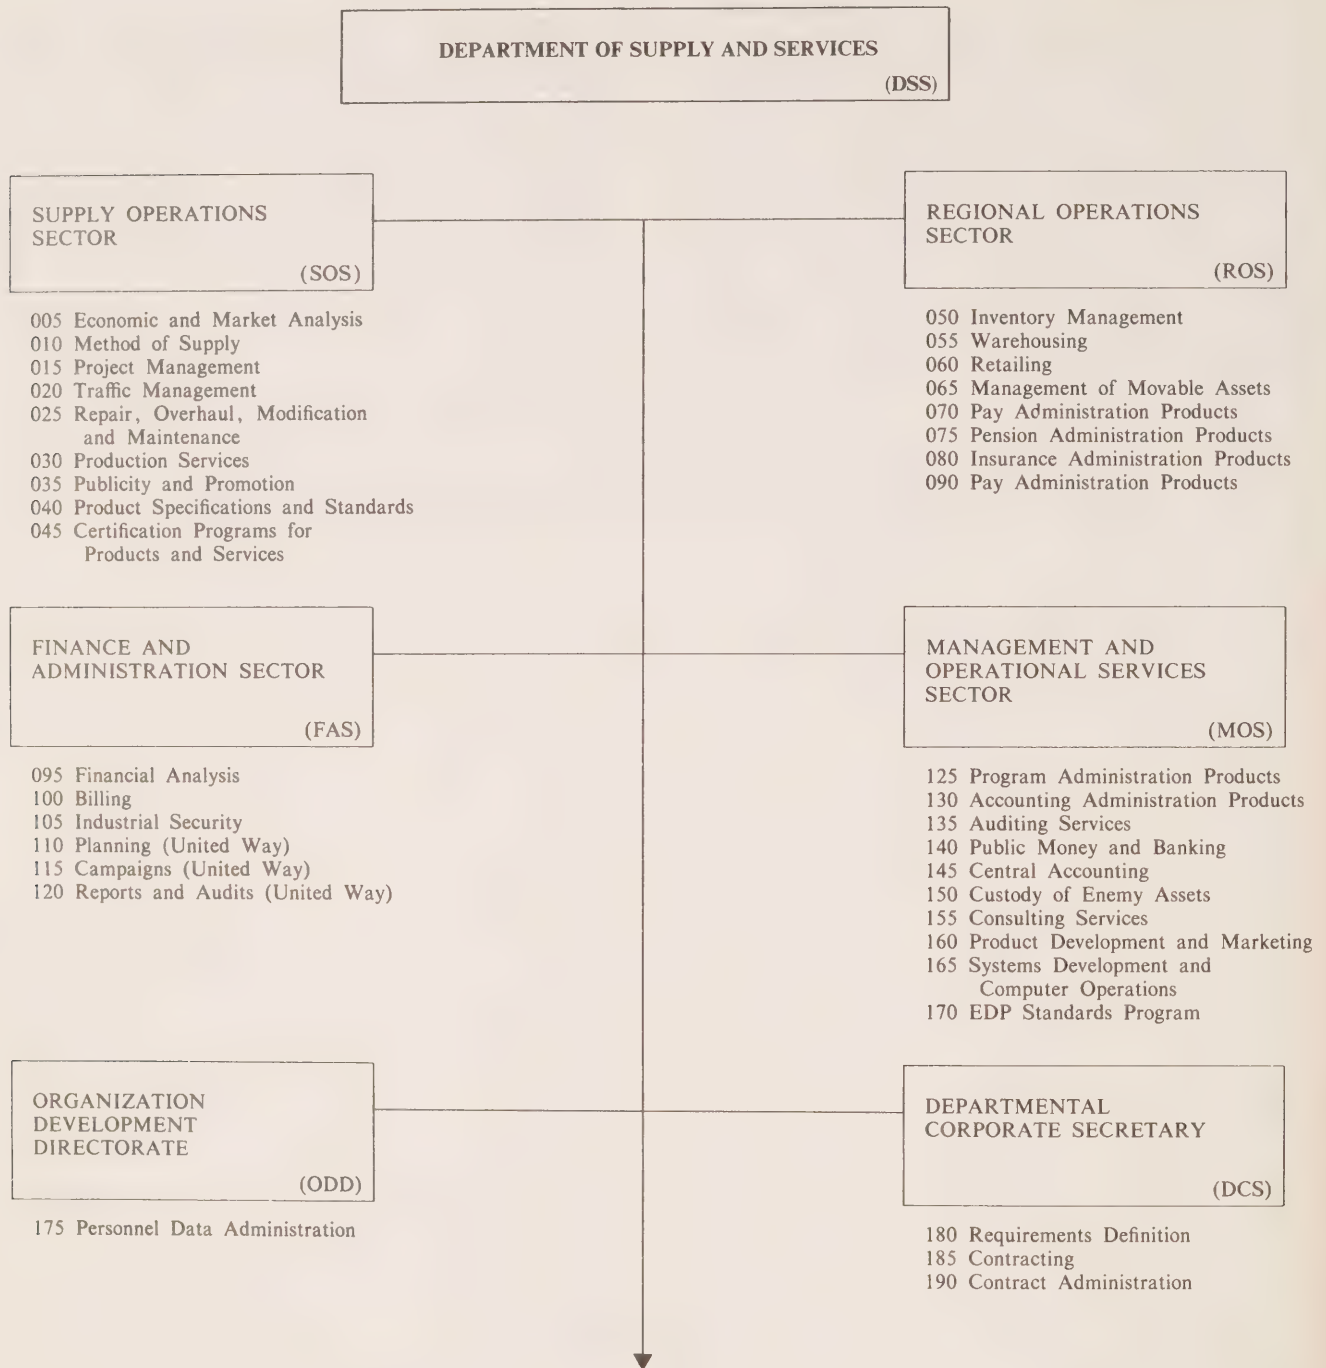 DEPARTMENT OF SUPPLY AND SERVICES
(DSS)
SUPPLY OPERATIONS
SECTOR
(SOS)
005 Economic and Market Analysis
010 Method of Supply
015 Project Management
020 Traffic Management
025 Repair, Overhaul, Modification
and Maintenance
030 Production Services
035 Publicity and Promotion
040 Product Specifications and Standards
045 Certification Programs for
Products and Services
REGIONAL OPERATIONS
SECTOR
(ROS)
050 Inventory Management
055 Warehousing
060 Retailing
065 Management of Movable Assets
070 Pay Administration Products
075 Pension Administration Products
080 Insurance Administration Products
090 Pay Administration Products
FINANCE AND
ADMINISTRATION SECTOR
(FAS)
095 Financial Analysis
100 Billing
105 Industrial Security
110 Planning (United Way)
115 Campaigns (United Way)
120 Reports and Audits (United Way)
MANAGEMENT AND
OPERATIONAL SERVICES
SECTOR
(MOS)
125 Program Administration Products
130 Accounting Administration Products
135 Auditing Services
140 Public Money and Banking
145 Central Accounting
150 Custody of Enemy Assets
155 Consulting Services
160 Product Development and Marketing
165 Systems Development and
Computer Operations
170 EDP Standards Program
ORGANIZATION
DEVELOPMENT
DIRECTORATE
(ODD)
175 Personnel Data Administration
DEPARTMENTAL
CORPORATE SECRETARY
(DCS)
180 Requirements Definition
185 Contracting
190 Contract Administration